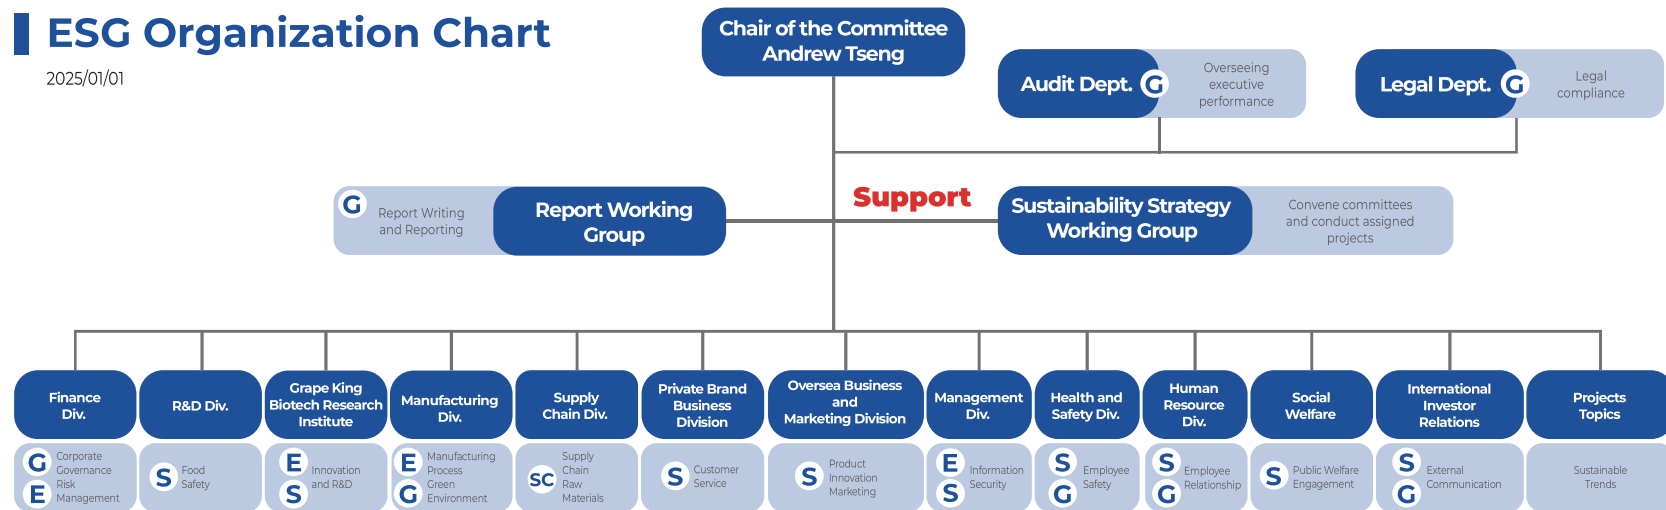 ESG Organization Chart
2025/01/01
Chair of the Committee
Andrew Tseng
Audit Dept.
G
Overseeing
executive
performance
Legal Dept.
G
Legal
compliance
G
Report Writing
and Reporting
Report Working
Group
Support
Sustainability Strategy
Working Group
Convene committees
and conduct assigned
projects
Finance
Div.
G
E
Corporate
Governance
Risk
Management
R&D Div.
S
Food
Safety
Grape King
Biotech Research
Institute
E
S
Innovation
and R&D
Manufacturing
Div.
E
G
Manufacturing
Process
Green
Environment
Supply
Chain Div.
SC
Supply
Chain
Raw
Materials
Private Brand
Business
Division
S
Customer
Service
Oversea Business
and
Marketing Division
S
Product
Innovation
Marketing
Management
Div.
E
S
Information
Security
Health and
Safety Div.
S
G
Employee
Safety
Human
Resource
Div.
S
G
Employee
Relationship
Social
Welfare
S
Public Welfare
Engagement
International
Investor
Relations
S
G
External
Communication
Projects
Topics
Sustainable
Trends